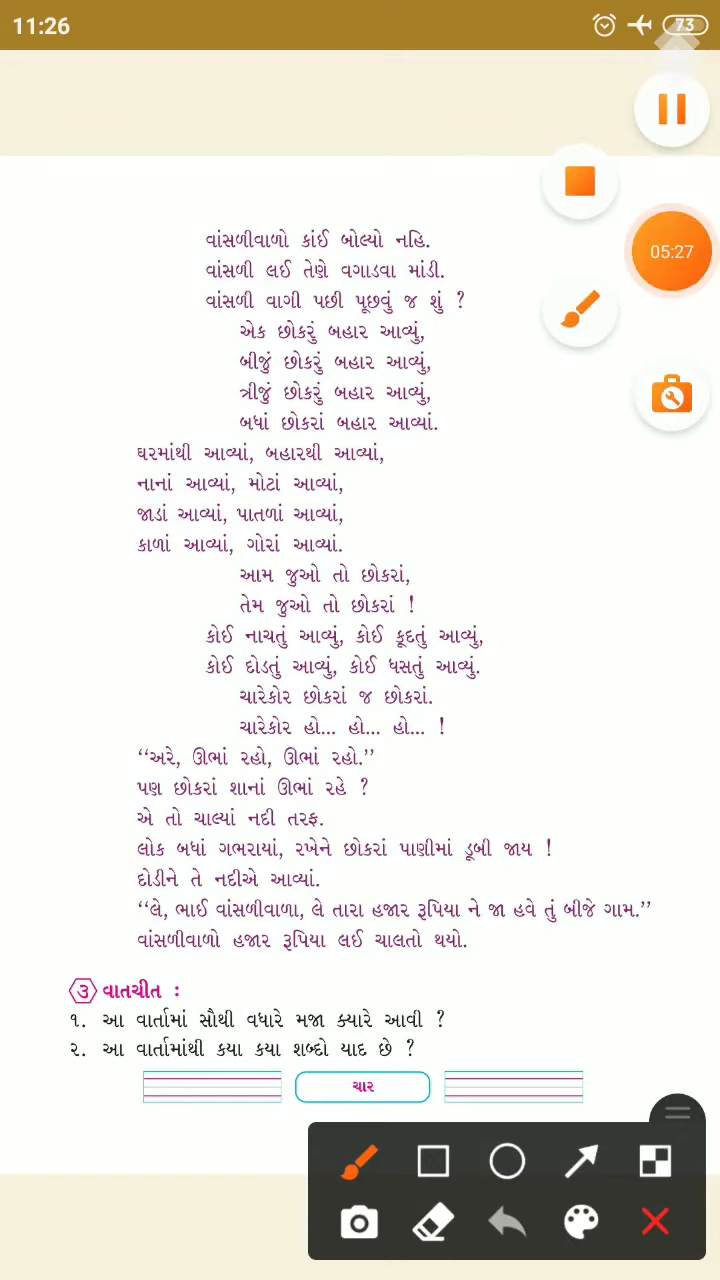 11:26
73
05:27
વાંસળીવાળો કાંઈ બોલ્યો નહિ.
વાંસળી લઈ તેણે વગાડવા માંડી.
વાંસળી વાગી પછી પૂછવું જ શું ?
એક છોકરું બહાર આવ્યું,
બીજું છોકરું બહાર આવ્યું,
ત્રીજું છોકરું બહાર આવ્યું,
બધાં છોકરાં બહાર આવ્યાં.
ઘરમાંથી આવ્યાં, બહારથી આવ્યાં,
નાનાં આવ્યાં, મોટાં આવ્યાં,
જાડાં આવ્યાં, પાતળાં આવ્યાં,
કાળાં આવ્યાં, ગોરાં આવ્યાં.
આમ જુઓ તો છોકરાં,
તેમ જુઓ તો છોકરાં !
કોઈ નાચતું આવ્યું, કોઈ કૂદતું આવ્યું,
કોઈ દોડતું આવ્યું, કોઈ ધસતું આવ્યું.
ચારેકોર છોકરાં જ છોકરાં.
ચારેકોર હો... હો... હો... !
“અરે, ઊભાં રહો, ઊભાં રહો.”
પણ છોકરાં શાનાં ઊભાં રહે ?
એ તો ચાલ્યાં નદી તરફ.
લોક બધાં ગભરાયાં, રખેને છોકરાં પાણીમાં ડૂબી જાય !
દોડીને તે નદીએ આવ્યાં.
“લે, ભાઈ વાંસળીવાળા, લે તારા હજાર રૂપિયા ને જા હવે તું બીજે ગામ.”
વાંસળીવાળો હજાર રૂપિયા લઈ ચાલતો થયો.
૩ વાતચીત :
૧. આ વાર્તામાં સૌથી વધારે મજા ક્યારે આવી ?
૨. આ વાર્તામાંથી કયા કયા શબ્દો યાદ છે ?
ચાર